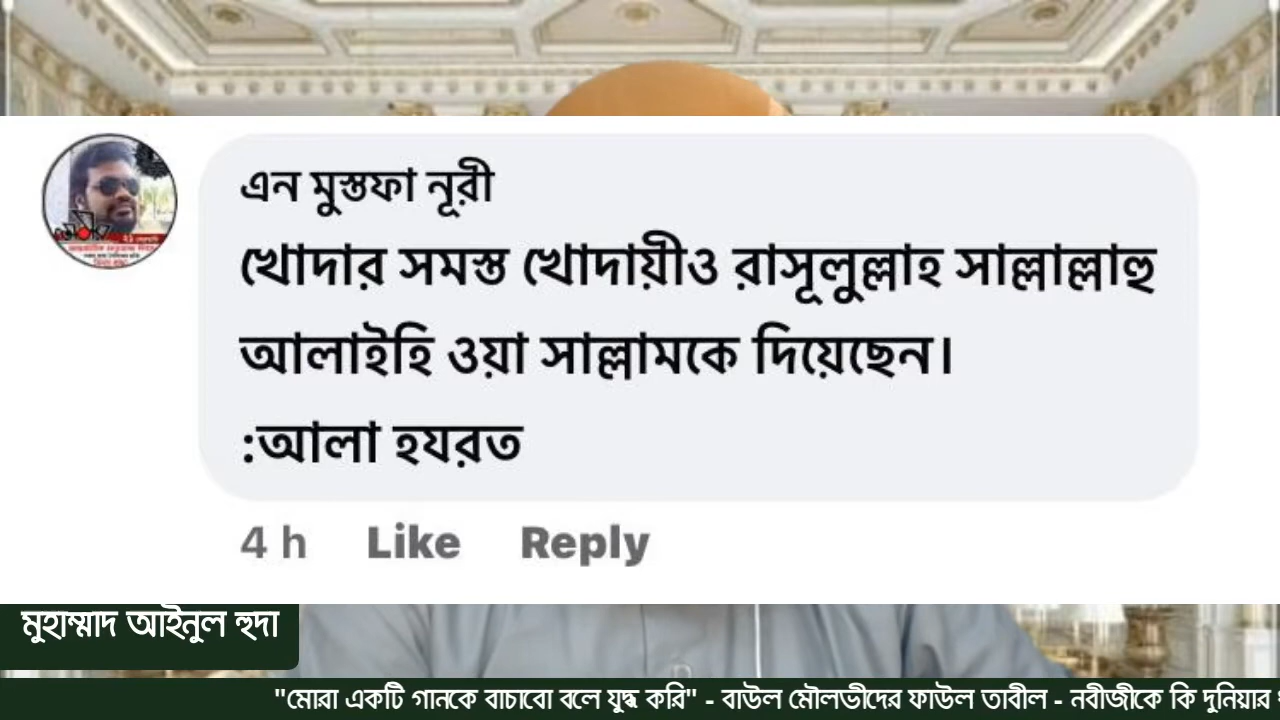 এন মুস্তফা নূরী
খোদার সমস্ত খোদায়ীও রাসূলুল্লাহ সাল্লাল্লাহু
আলাইহি ওয়া সাল্লামকে দিয়েছেন।
:আলা হযরত
4 h Like Reply
মুহাম্মাদ আইনুল হুদা
"মোরা একটি গানকে বাচাবো বলে যুদ্ধ করি" - বাউল মৌলভীদের ফাউল তাবীল - নবীজীকে কি দুনিয়ার